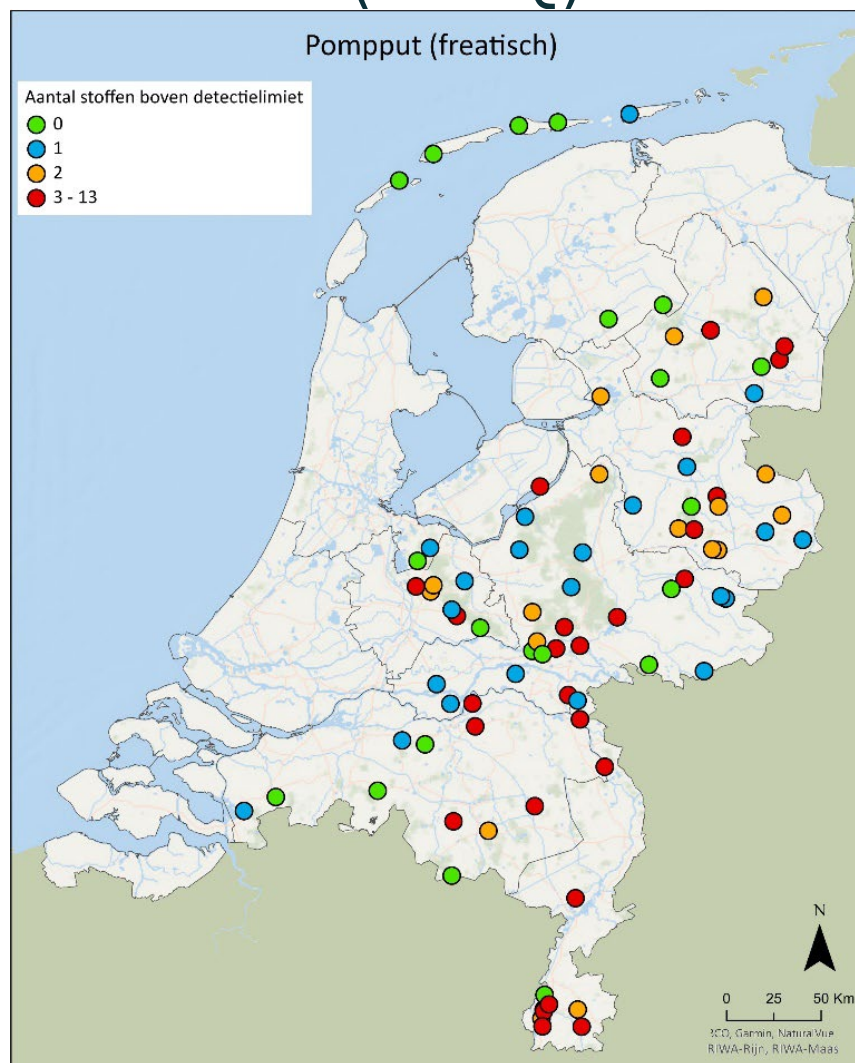 Pompput (freatisch)
Aantal stoffen boven detectielimiet
0
1
2
3 - 13
N
0 25 50 Km
Garmin, NaturalVue
RIWA-Rijn, RIWA-Maas